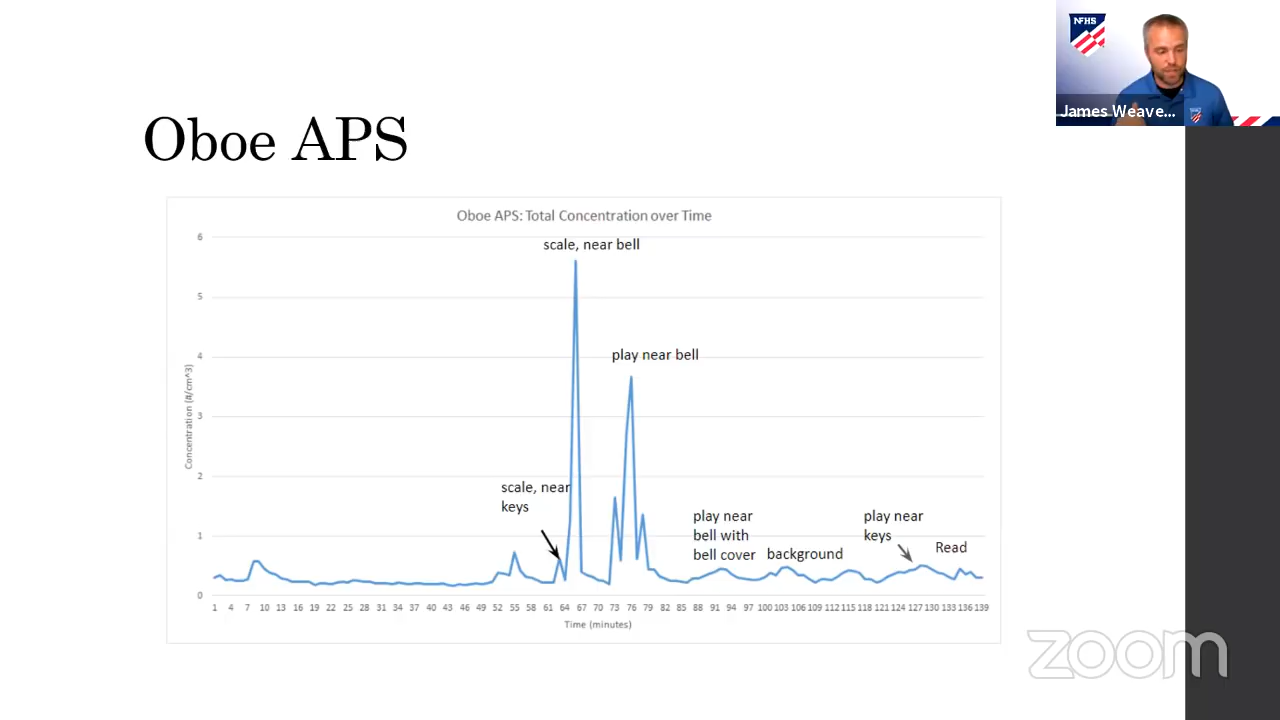 NFHS
James Weave...
Oboe APS
Oboe APS: Total Concentration over Time
scale, near bell
play near bell
scale, near
keys
play near
bell with
bell cover
background
play near
keys
Read
Concentration (#/cm^3)
6
5
4
3
2
1
0
1 4 7 10 13 16 19 22 25 28 31 34 37 40 43 46 49 52 55 58 61 64 67 70 73 76 79 82 85 88 91 94 97 100 103 106 109 112 115 118 121 124 127 130 133 136 139
Time (minutes)
zoom